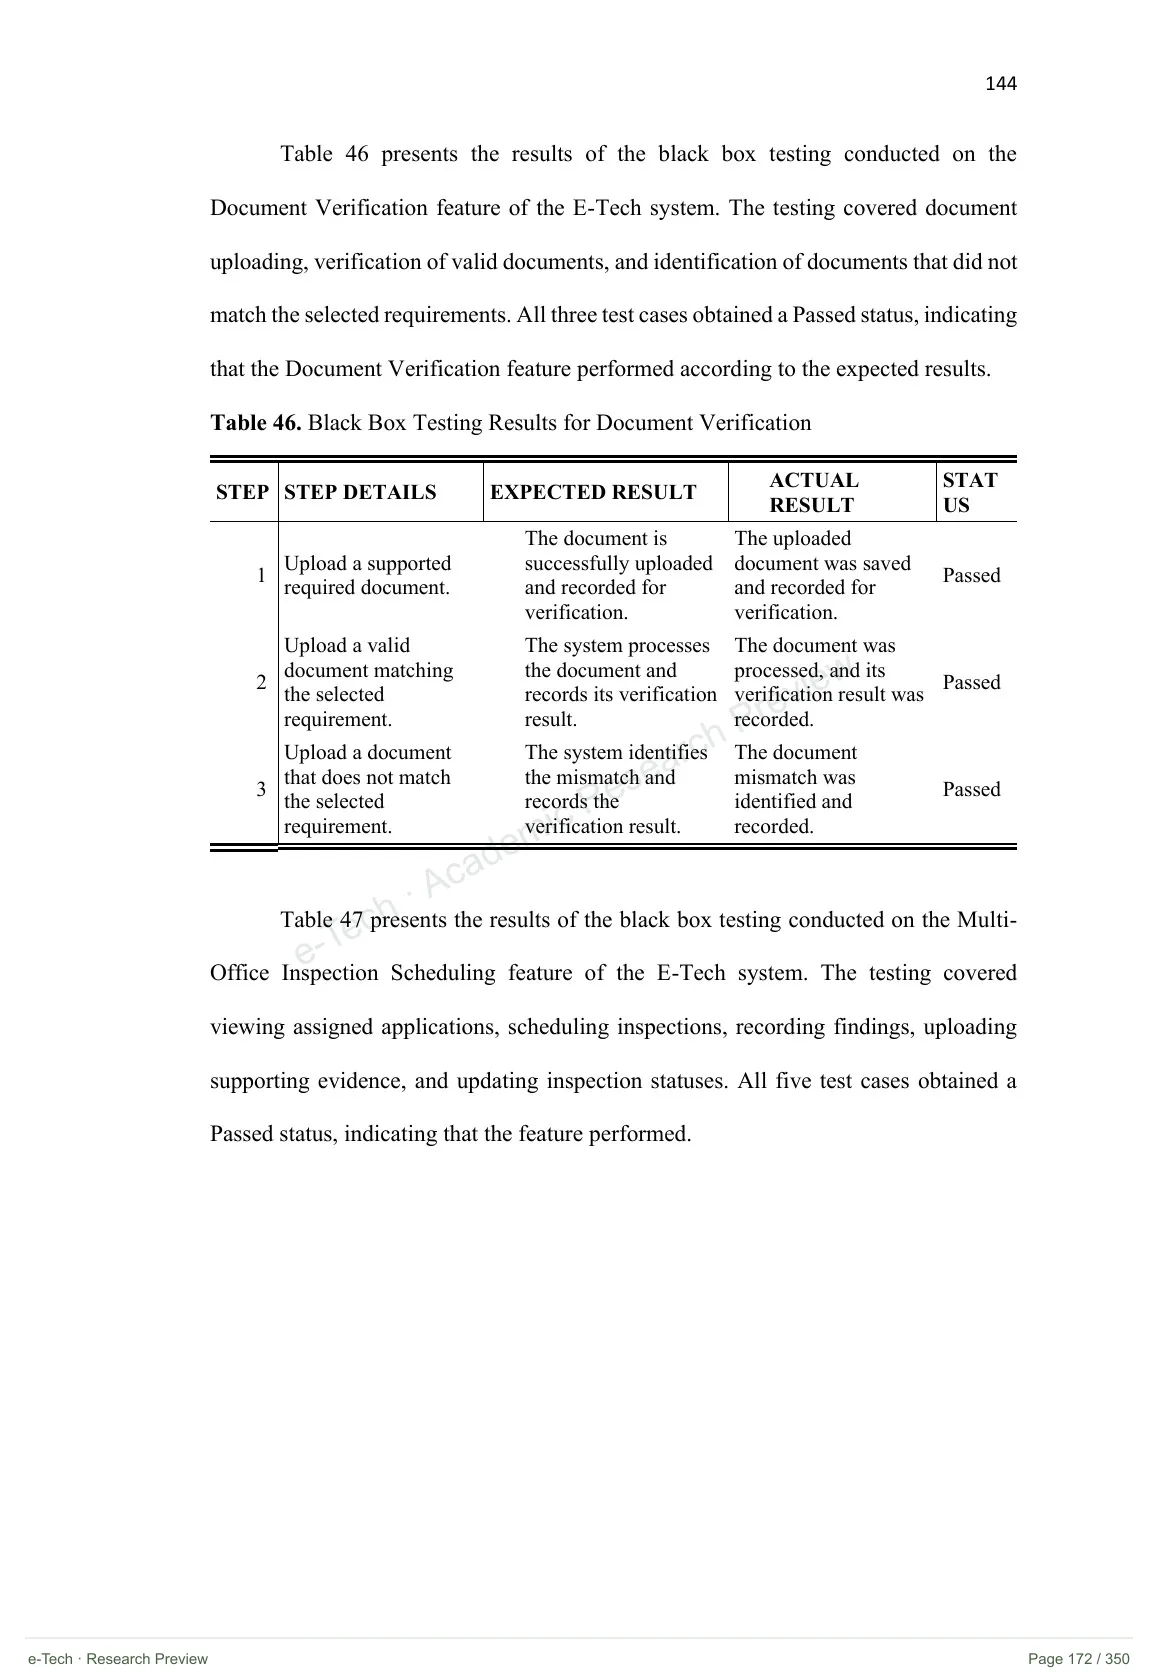 144
Table 46 presents the results of the black box testing conducted on the
Document Verification feature of the E-Tech system. The testing covered document
uploading, verification of valid documents, and identification of documents that did not
match the selected requirements. All three test cases obtained a Passed status, indicating
that the Document Verification feature performed according to the expected results.
Table 46. Black Box Testing Results for Document Verification
STEP STEP DETAILS EXPECTED RESULT ACTUAL RESULT STAT US
1
Upload a supported
required document.
The document is
successfully uploaded
and recorded for
verification.
The uploaded
document was saved
and recorded for
verification.
Passed
2
Upload a valid
document matching
the selected
requirement.
The system processes
the document and
records its verification
result.
The document was
processed, and its
verification result was
recorded.
Passed
3
Upload a document
that does not match
the selected
requirement.
The system identifies
the mismatch and
records the
verification result.
The document
mismatch was
identified and
recorded.
Passed
e-Tech · Academic Research Preview
Table 47 presents the results of the black box testing conducted on the Multi-
Office Inspection Scheduling feature of the E-Tech system. The testing covered
viewing assigned applications, scheduling inspections, recording findings, uploading
supporting evidence, and updating inspection statuses. All five test cases obtained a
Passed status, indicating that the feature performed.
e-Tech · Research Preview
Page 172 / 350